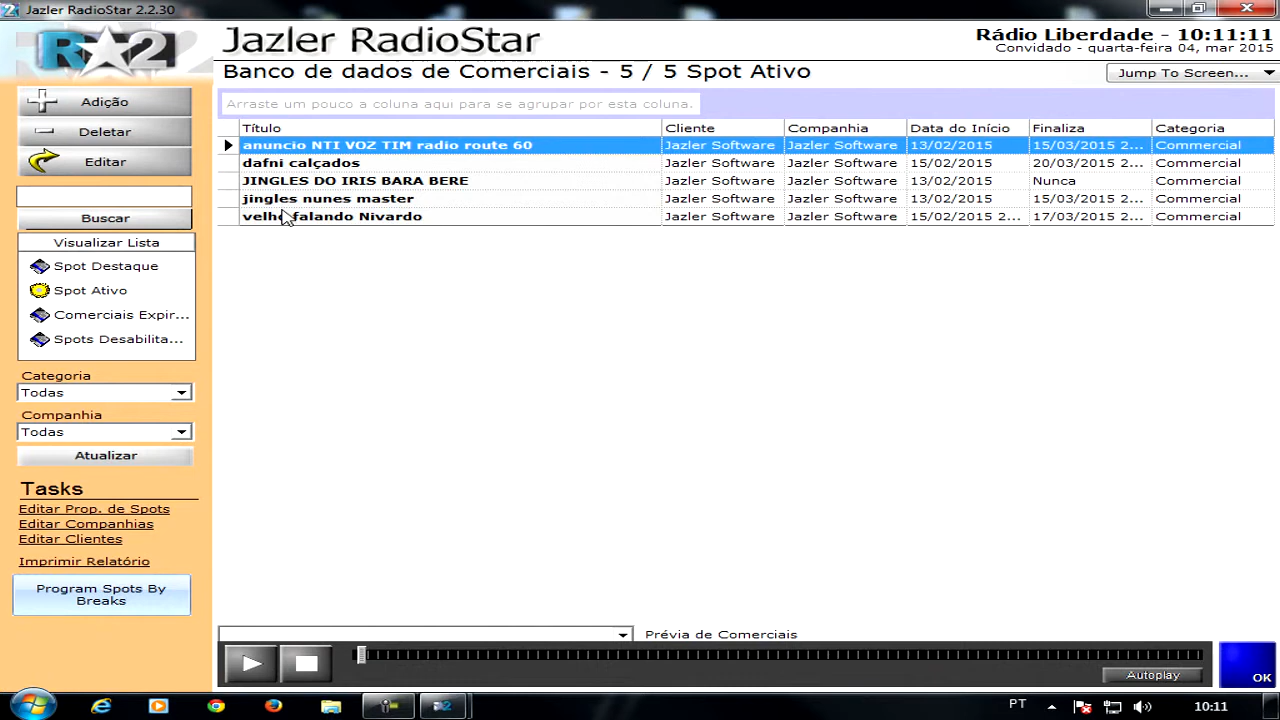 Jazler RadioStar 2.2.30
R 2
Jazler RadioStar
Rádio Liberdade - 10:11:11
Convidado - quarta-feira 04, mar 2015
Banco de dados de Comerciais - 5 / 5 Spot Ativo
Jump To Screen...
Adição
Deletar
Editar
Buscar
Visualizar Lista
Spot Destaque
Spot Ativo
Comerciais Expir...
Spots Desabilita...
Categoria
Todas
Companhia
Todas
Atualizar
Tasks
Editar Prop. de Spots
Editar Companhias
Editar Clientes
Imprimir Relatório
Program Spots By
Breaks
Arraste um pouco a coluna aqui para se agrupar por esta coluna.
Título Cliente Companhia Data do Início Finaliza Categoria
anuncio NTI VOZ TIM radio route 60 Jazler Software Jazler Software 13/02/2015 15/03/2015 2... Commercial
dafni calçados Jazler Software Jazler Software 15/02/2015 20/03/2015 2... Commercial
JINGLES DO IRIS BARA BERE Jazler Software Jazler Software 13/02/2015 Nunca Commercial
jingles nunes master Jazler Software Jazler Software 13/02/2015 15/03/2015 2... Commercial
velho falando Nivardo Jazler Software Jazler Software 15/02/2015 2... 17/03/2015 2... Commercial
Prévia de Comerciais
Autoplay
OK
PT
10:11